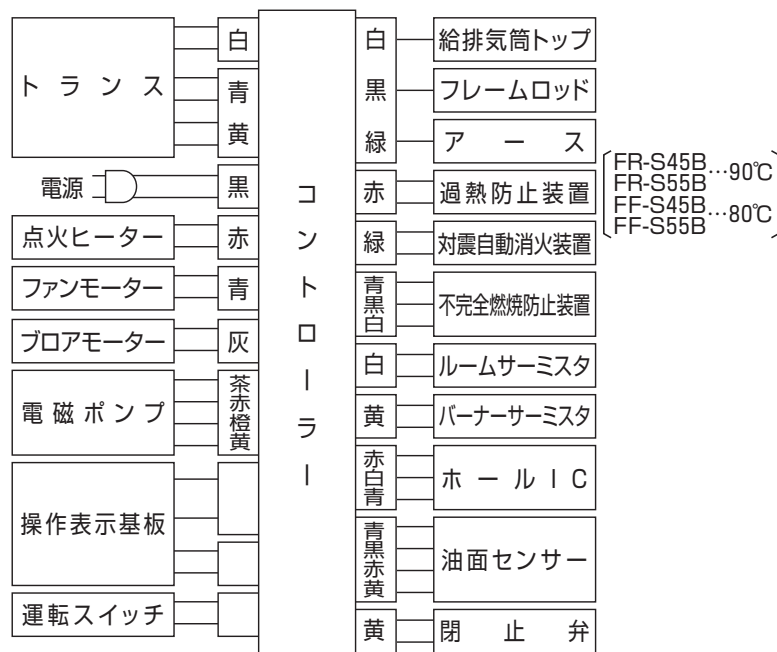 トランス
白
青
黄
電源
黒
点火ヒーター
赤
ファンモーター
青
ブロアモーター
灰
電磁ポンプ
茶
赤
橙
黄
操作表示基板
運転スイッチ
コントローラー
白
給排気筒トップ
黒
フレームロッド
緑
アース
赤
過熱防止装置
FR-S45B
FR-S55B
…90℃
FF-S45B
FF-S55B
…80℃
緑
対震自動消火装置
青
黒
白
不完全燃焼防止装置
白
ルームサーミスタ
黄
バーナーサーミスタ
赤
白
青
ホールIC
青
黒
赤
黄
油面センサー
黄
閉止弁